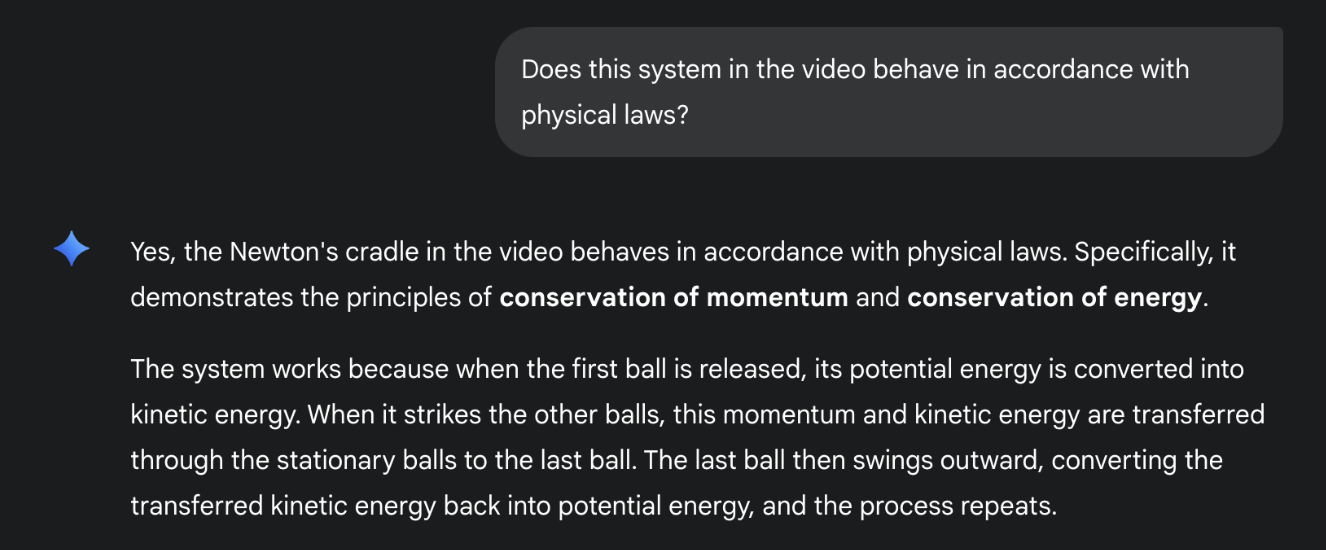 Does this system in the video behave in accordance with
physical laws?
Yes, the Newton's cradle in the video behaves in accordance with physical laws. Specifically, it
demonstrates the principles of conservation of momentum and conservation of energy.
The system works because when the first ball is released, its potential energy is converted into
kinetic energy. When it strikes the other balls, this momentum and kinetic energy are transferred
through the stationary balls to the last ball. The last ball then swings outward, converting the
transferred kinetic energy back into potential energy, and the process repeats.